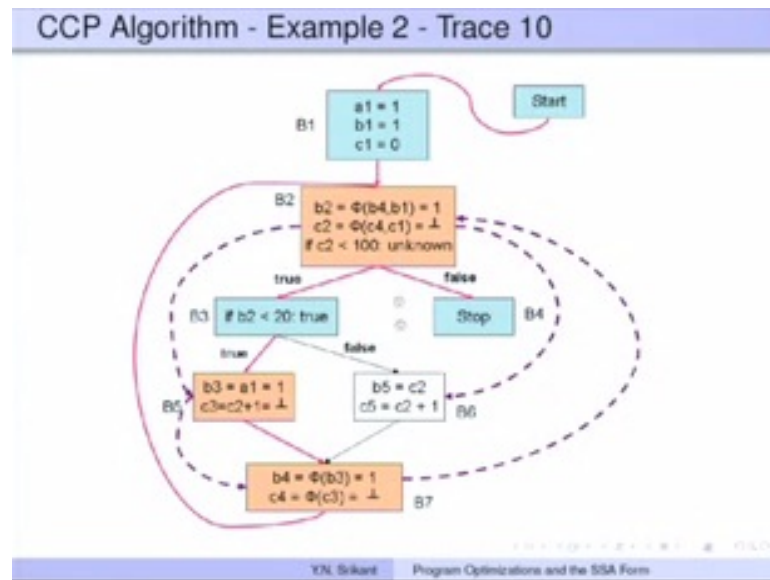 CCP Algorithm - Example 2 - Trace 10
Start
B1
a1 = 1
b1 = 1
c1 = 0
B2
b2 = Φ(b4,b1) = 1
c2 = Φ(c4,c1) = ⊥
if c2 < 100: unknown
true
false
B3
if b2 < 20: true
Stop
B4
true
false
B5
b3 = a1 = 1
c3=c2+1= ⊥
b5 = c2
c5 = c2 + 1
B6
b4 = Φ(b3) = 1
c4 = Φ(c3) = ⊥
B7
Y.N. Srikant
Program Optimizations and the SSA Form